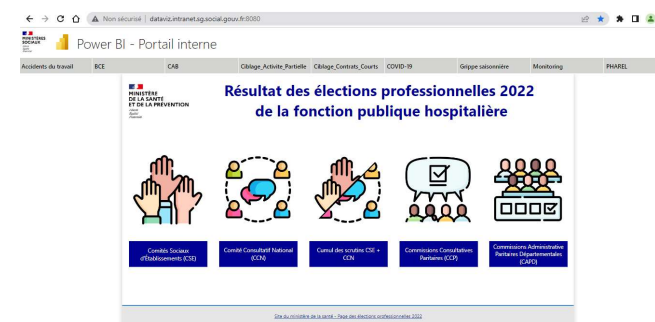 Non sécurisé | dataviz.intranet.sg.social.gouv.fr:8080
MINISTÈRES
SOCIAUX
Power BI - Portail interne
Accidents du travail BCE CAB Ciblage_Activite_Partielle Ciblage_Contrats_Courts COVID-19 Grippe saisonnière Monitoring PHAREL
MINISTÈRE
DE LA SANTÉ
ET DE LA PRÉVENTION
Liberté
Égalité
Fraternité
Résultat des élections professionnelles 2022
de la fonction publique hospitalière
Comités Sociaux
d'Établissements (CSE)
Comité Consultatif National
(CCN)
Cumul des scrutins CSE +
CCN
Commissions Consultatives
Paritaires (CCP)
Commissions Administrative
Paritaires Départementales
(CAPD)
Site du ministère de la santé - Page des élections professionnelles 2022